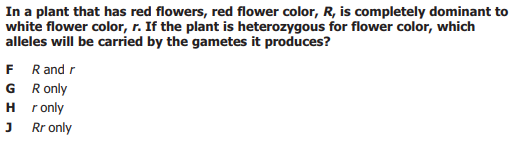 In a plant that has red flowers, red flower color, R, is completely dominant to
white flower color, r. If the plant is heterozygous for flower color, which
alleles will be carried by the gametes it produces?
F R and r
G R only
H r only
J Rr only